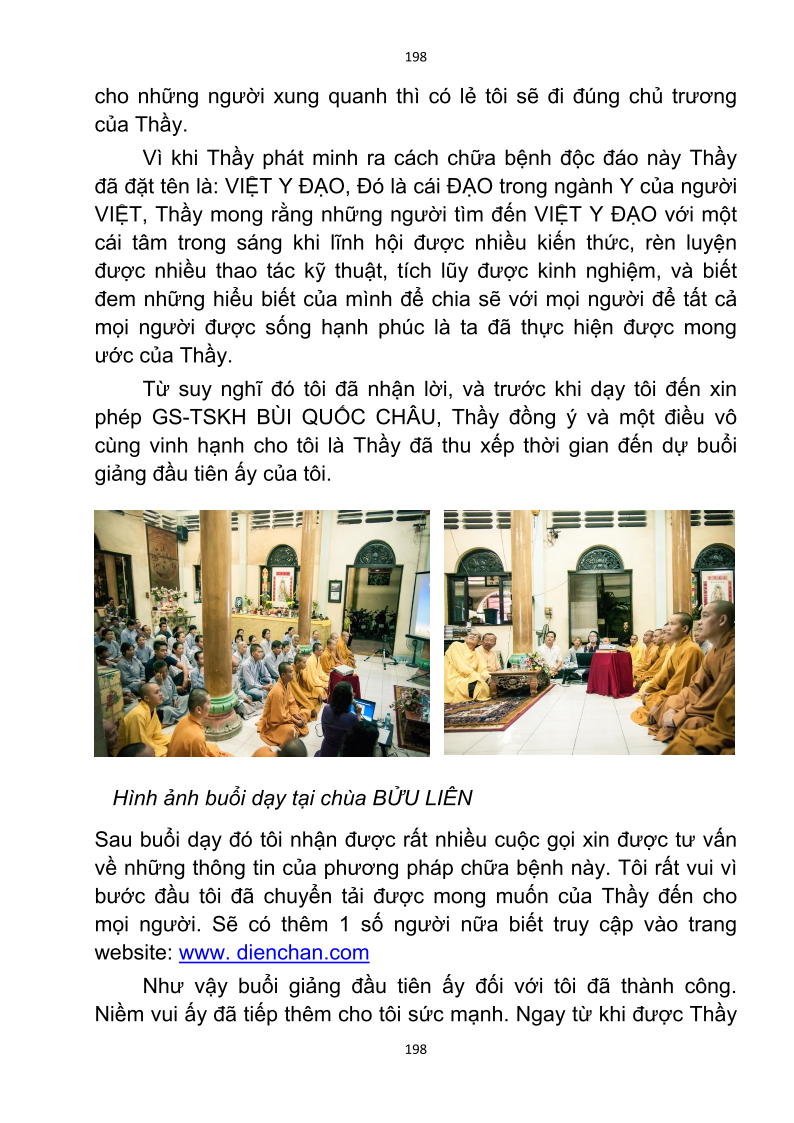 198
cho những người xung quanh thì có lẻ tôi sẽ đi đúng chủ trương
của Thầy.
Vì khi Thầy phát minh ra cách chữa bệnh độc đáo này Thầy
đã đặt tên là: VIỆT Y ĐẠO, Đó là cái ĐẠO trong ngành Y của người
VIỆT, Thầy mong rằng những người tìm đến VIỆT Y ĐẠO với một
cái tâm trong sáng khi lĩnh hội được nhiều kiến thức, rèn luyện
được nhiều thao tác kỹ thuật, tích lũy được kinh nghiệm, và biết
đem những hiểu biết của mình để chia sẽ với mọi người để tất cả
mọi người được sống hạnh phúc là ta đã thực hiện được mong
ước của Thầy.
Từ suy nghĩ đó tôi đã nhận lời, và trước khi dạy tôi đến xin
phép GS-TSKH BÙI QUỐC CHÂU, Thầy đồng ý và một điều vô
cùng vinh hạnh cho tôi là Thầy đã thu xếp thời gian đến dự buổi
giảng đầu tiên ấy của tôi.
Hình ảnh buổi dạy tại chùa BỬU LIÊN
Sau buổi dạy đó tôi nhận được rất nhiều cuộc gọi xin được tư vấn
về những thông tin của phương pháp chữa bệnh này. Tôi rất vui vì
bước đầu tôi đã chuyển tải được mong muốn của Thầy đến cho
mọi người. Sẽ có thêm 1 số người nữa biết truy cập vào trang
website: www. dienchan.com
Như vậy buổi giảng đầu tiên ấy đối với tôi đã thành công.
Niềm vui ấy đã tiếp thêm cho tôi sức mạnh. Ngay từ khi được Thầy
198